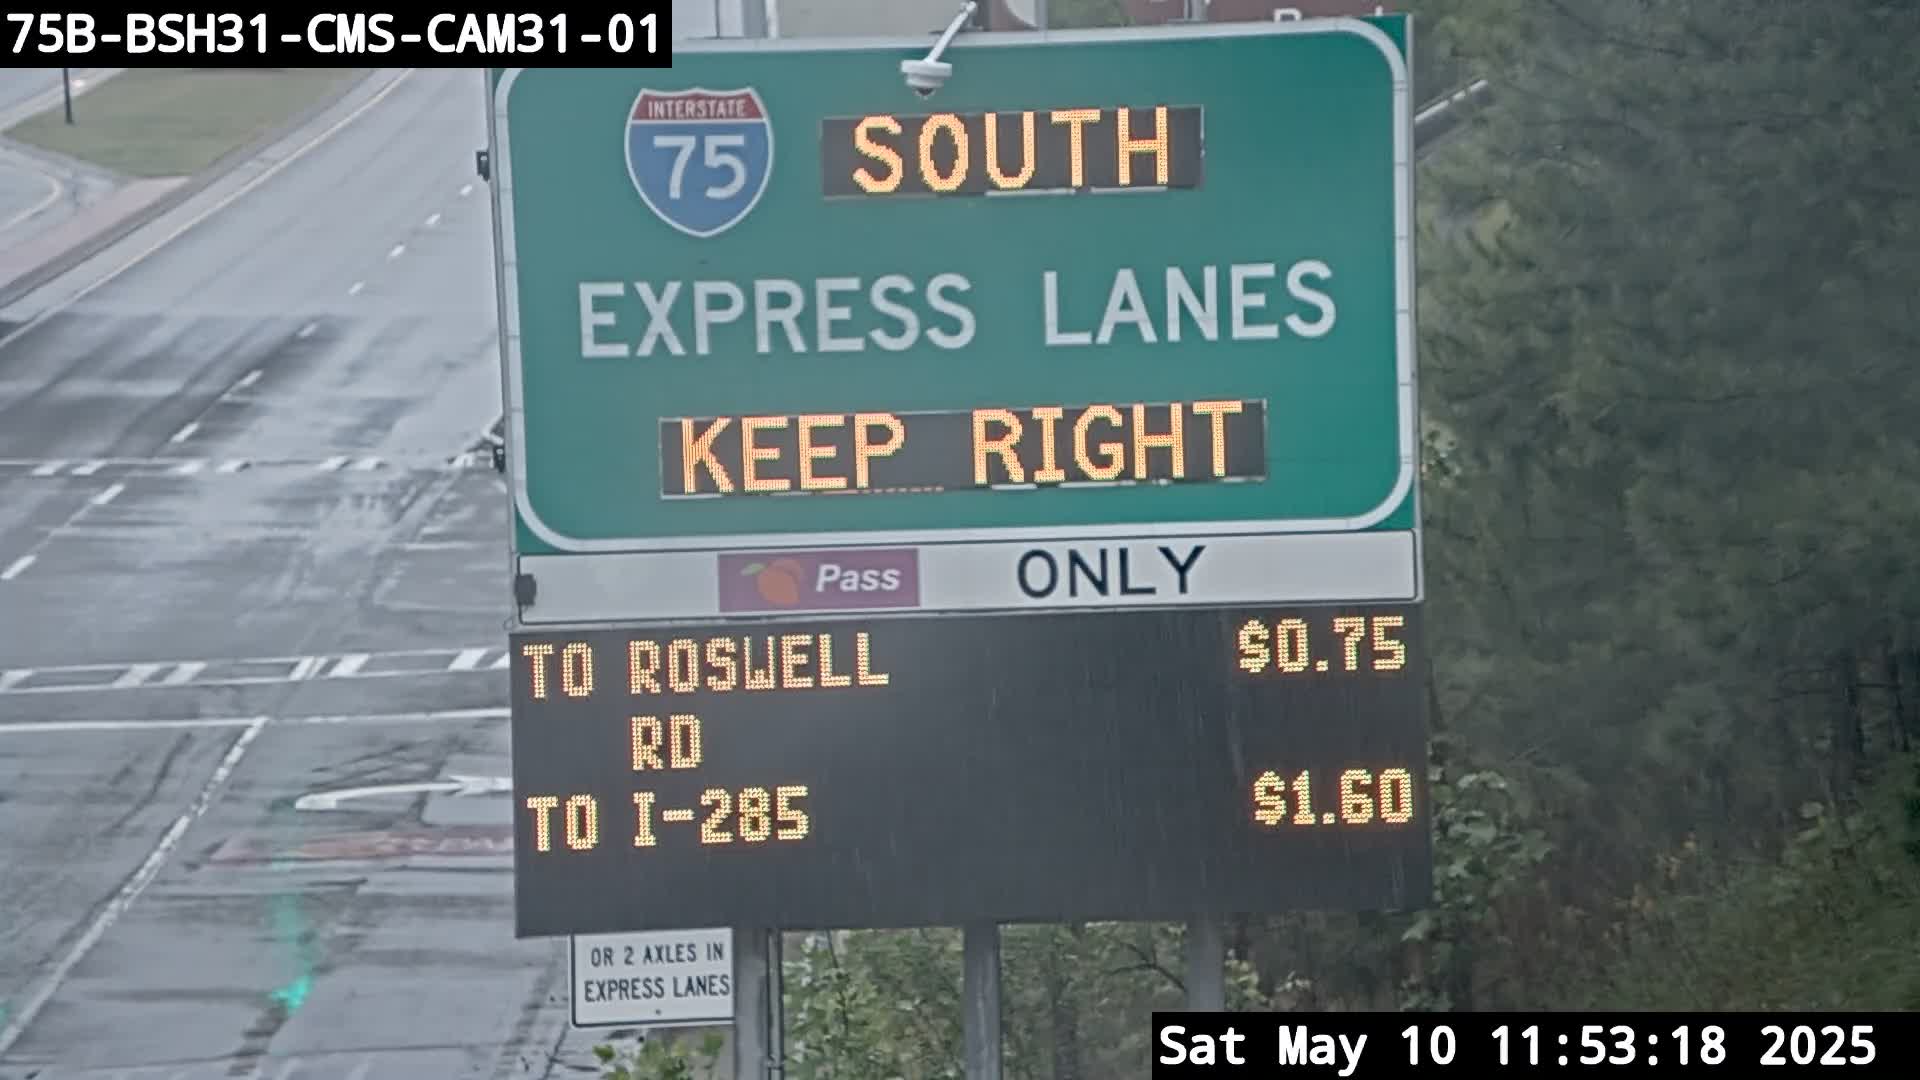 75B-BSH31-CMS-CAM31-01
INTERSTATE
75
SOUTH
EXPRESS LANES
KEEP RIGHT
Pass ONLY
TO ROSWELL $0.75
RD
TO I-285 $1.60
OR 2 AXLES IN
EXPRESS LANES
Sat May 10 11:53:18 2025